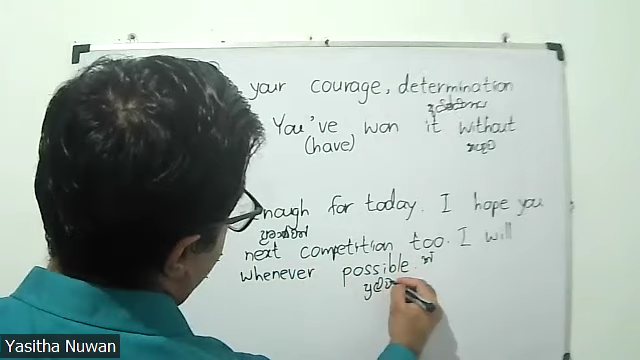 your courage, determination
You've won it without
(have)
enough for today. I hope you
next competition too. I will
whenever possible.
Yasitha Nuwan